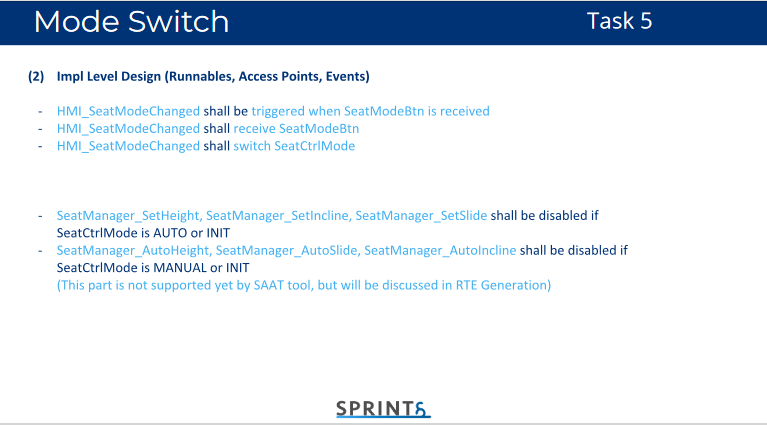 Mode Switch
Task 5
(2) Impl Level Design (Runnables, Access Points, Events)
- HMI_SeatModeChanged shall be triggered when SeatModeBtn is received
- HMI_SeatModeChanged shall receive SeatModeBtn
- HMI_SeatModeChanged shall switch SeatCtrlMode
- SeatManager_SetHeight, SeatManager_SetIncline, SeatManager_SetSlide shall be disabled if
SeatCtrlMode is AUTO or INIT
- SeatManager_AutoHeight, SeatManager_AutoSlide, SeatManager_AutoIncline shall be disabled if
SeatCtrlMode is MANUAL or INIT
(This part is not supported yet by SAAT tool, but will be discussed in RTE Generation)
SPRINTS